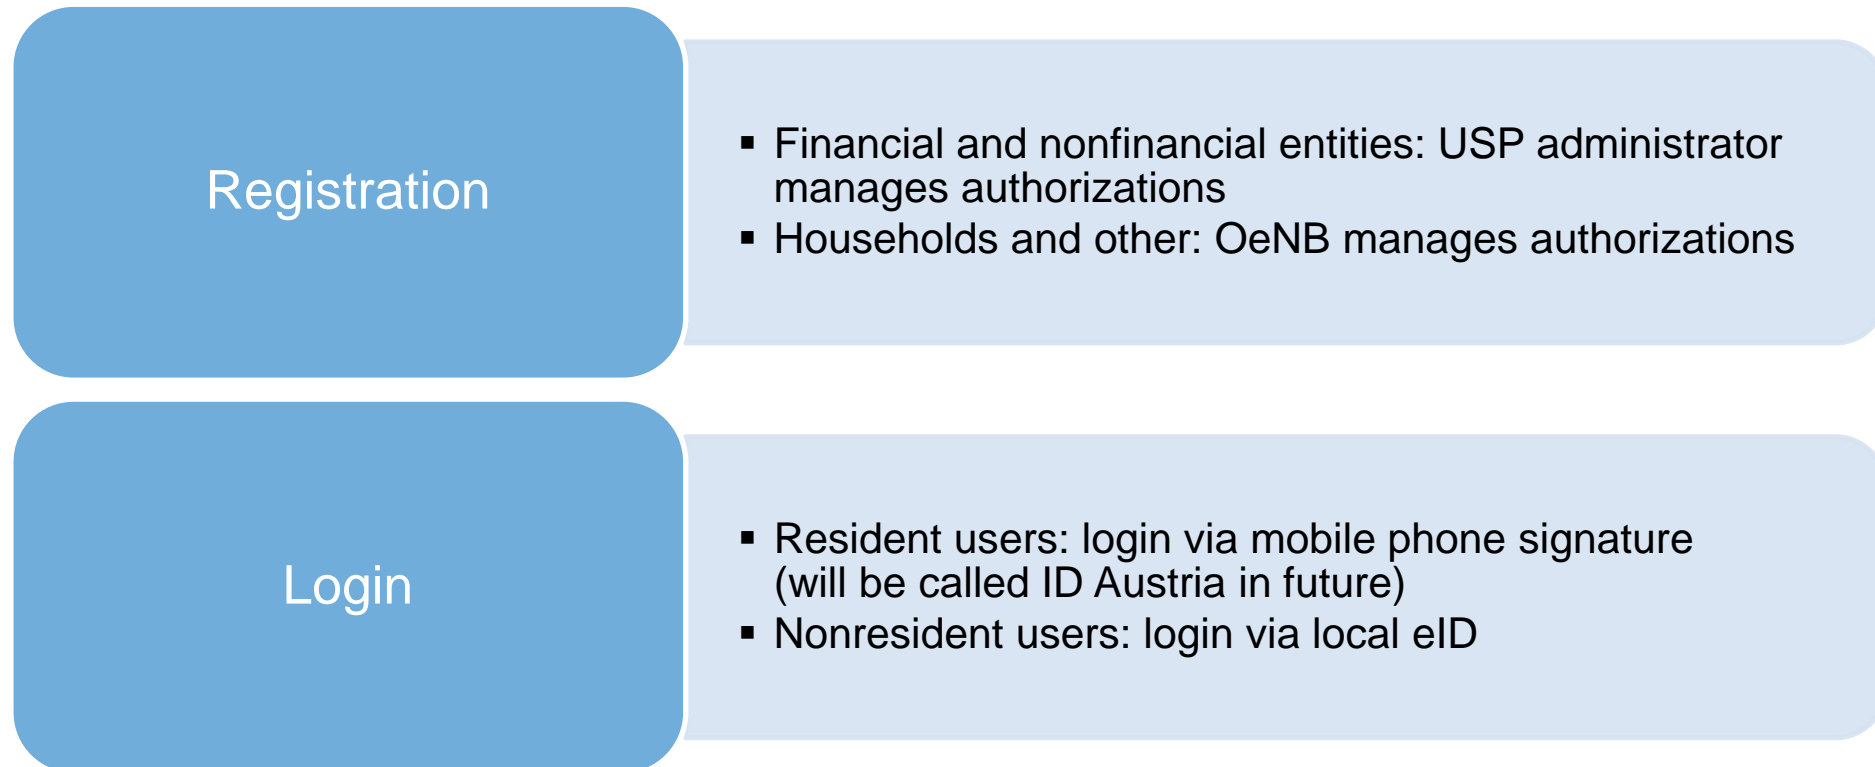 Registration
▪ Financial and nonfinancial entities: USP administrator
manages authorizations
▪ Households and other: OeNB manages authorizations
Login
▪ Resident users: login via mobile phone signature
(will be called ID Austria in future)
▪ Nonresident users: login via local eID